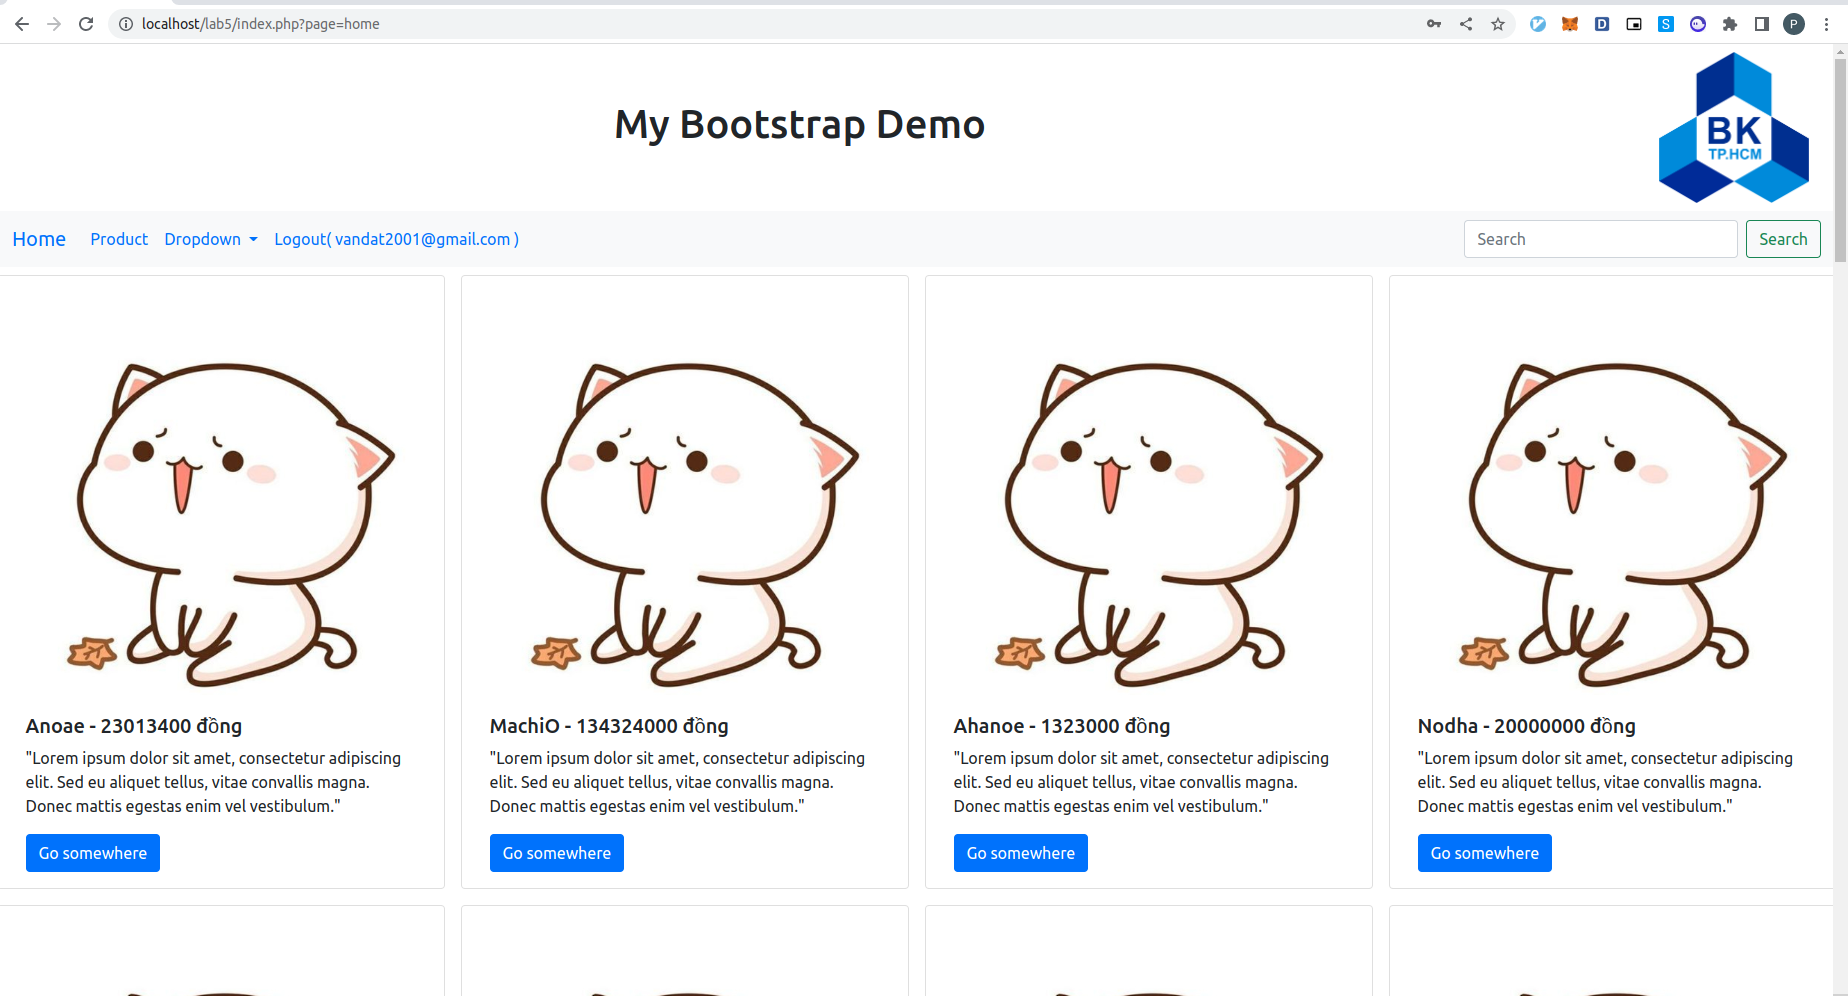 localhost/lab5/index.php?page=home
D
S
P
My Bootstrap Demo
BK
TP.HCM
Home Product Dropdown Logout( vandat2001@gmail.com ) Search Search
Anoae - 23013400 đồng
"Lorem ipsum dolor sit amet, consectetur adipiscing
elit. Sed eu aliquet tellus, vitae convallis magna.
Donec mattis egestas enim vel vestibulum."
Go somewhere
MachiO - 134324000 đồng
"Lorem ipsum dolor sit amet, consectetur adipiscing
elit. Sed eu aliquet tellus, vitae convallis magna.
Donec mattis egestas enim vel vestibulum."
Go somewhere
Ahanoe - 1323000 đồng
"Lorem ipsum dolor sit amet, consectetur adipiscing
elit. Sed eu aliquet tellus, vitae convallis magna.
Donec mattis egestas enim vel vestibulum."
Go somewhere
Nodha - 20000000 đồng
"Lorem ipsum dolor sit amet, consectetur adipiscing
elit. Sed eu aliquet tellus, vitae convallis magna.
Donec mattis egestas enim vel vestibulum."
Go somewhere